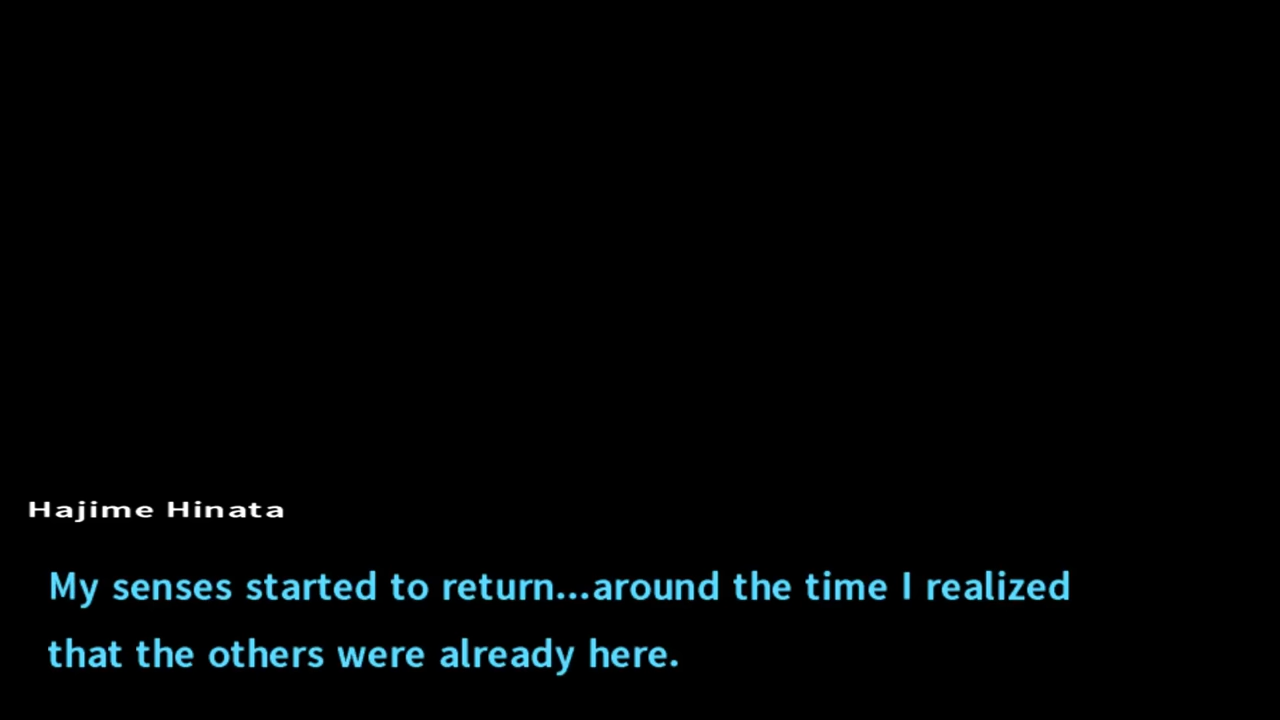 Hajime Hinata
My senses started to return...around the time I realized
that the others were already here.